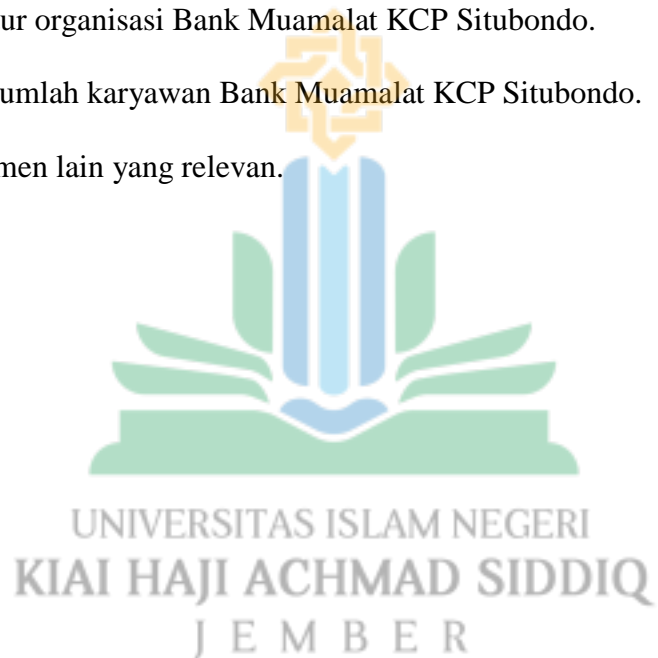 ur organisasi Bank Muamalat KCP Situbondo.
umlah karyawan Bank Muamalat KCP Situbondo.
men lain yang relevan.
UNIVERSITAS ISLAM NEGERI
KIAI HAJI ACHMAD SIDDIQ
J E M B E R